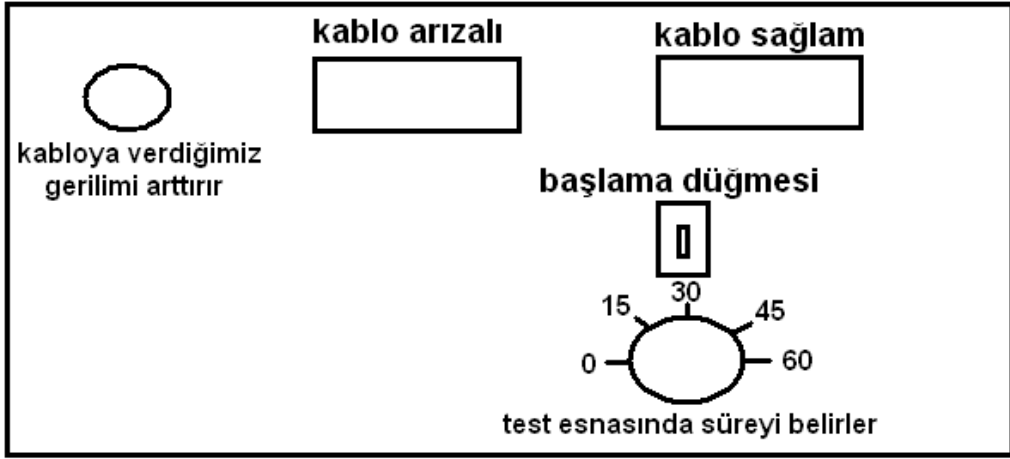 kablo arızalı
kablo sağlam
kabloya verdiğimiz
gerilimi arttırır
başlama düğmesi
0
15
30
45
60
test esnasında süreyi belirler